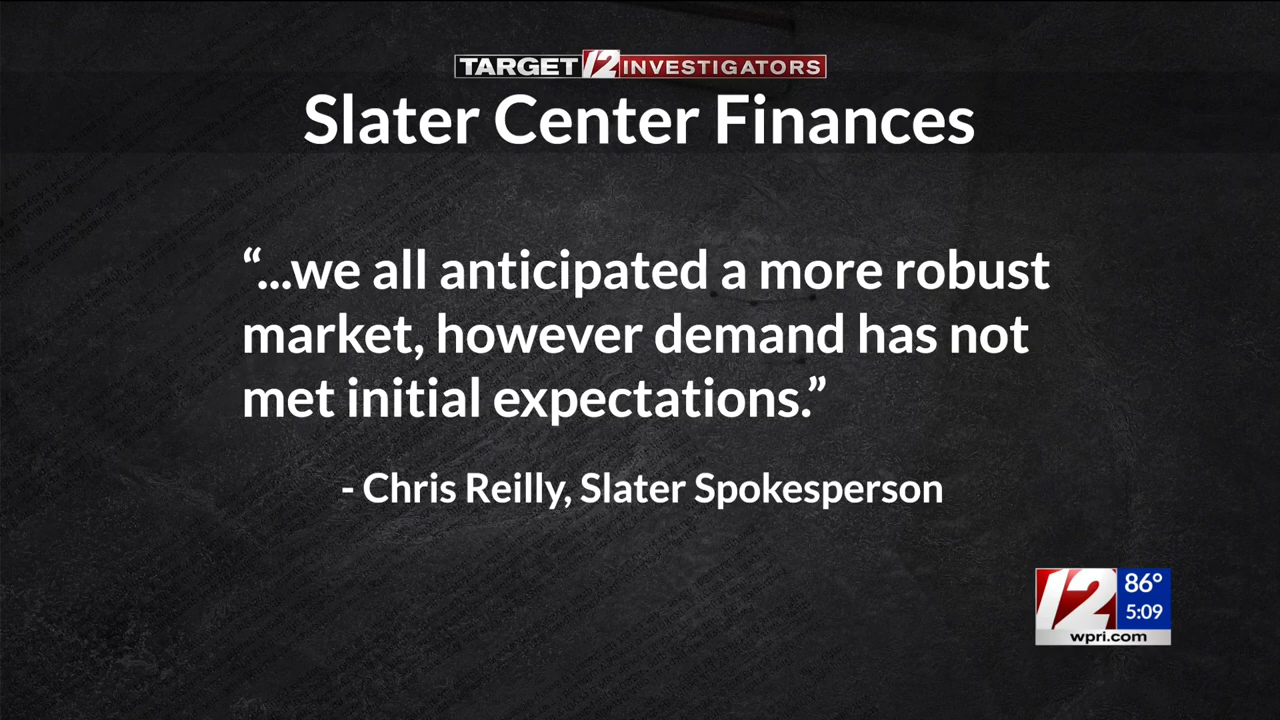 TARGET 12 INVESTIGATORS
Slater Center Finances
“...we all anticipated a more robust
market, however demand has not
met initial expectations.”
- Chris Reilly, Slater Spokesperson
12 86°
5:09
wpri.com